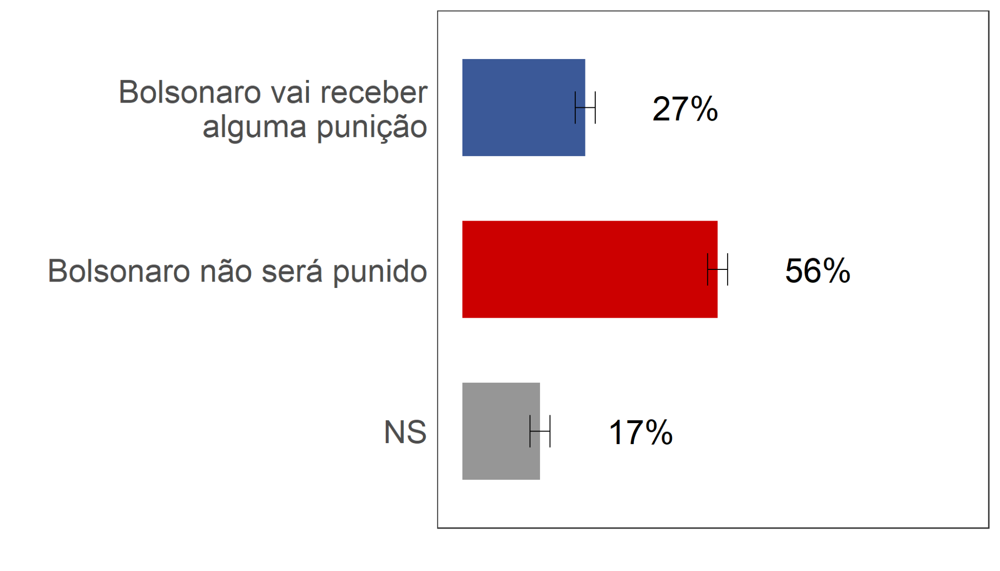 Bolsonaro vai receber
alguma punição
27%
Bolsonaro não será punido
56%
NS
17%